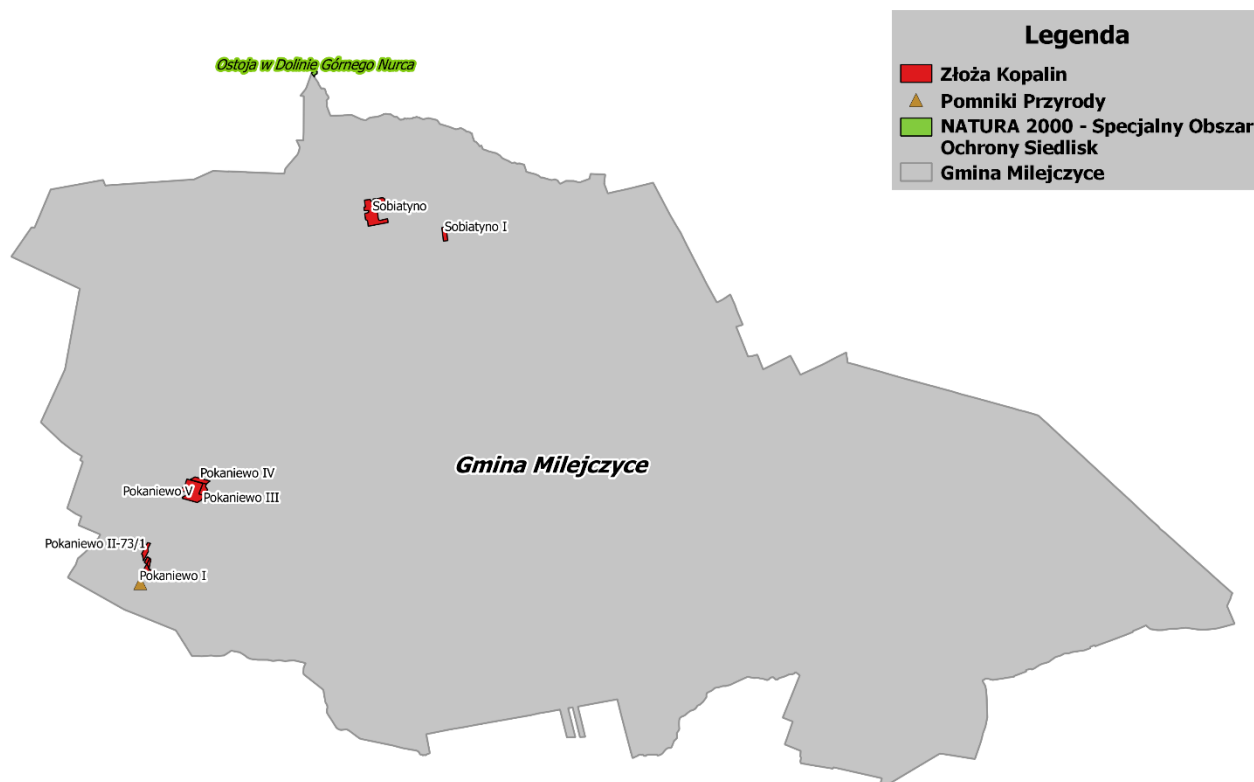 Legenda
Złoża Kopalin
Pomniki Przyrody
NATURA 2000 - Specjalny Obszar
Ochrony Siedlisk
Gmina Milejczyce
Ostoja w Dolinie Górnego Nurca
Sobiatyno
Sobiatyno I
Gmina Milejczyce
Pokaniewo IV
Pokaniewo V
Pokaniewo III
Pokaniewo II-73/1
Pokaniewo I